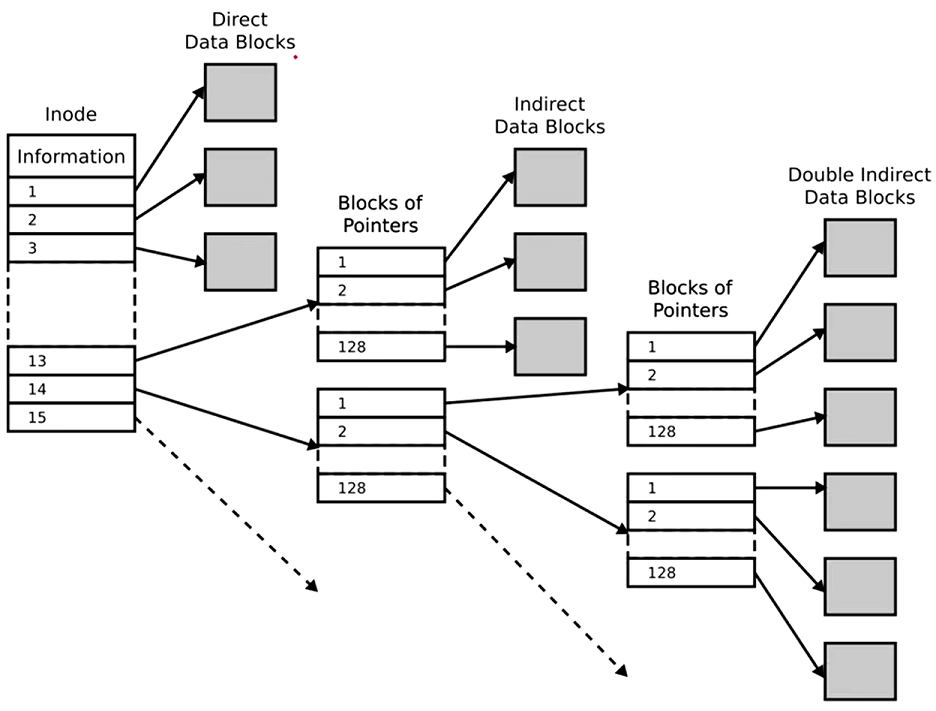 Direct
Data Blocks
Inode
Information
1
2
3
13
14
15
Blocks of
Pointers
1
2
128
1
2
128
Indirect
Data Blocks
Blocks of
Pointers
1
2
128
1
2
128
Double Indirect
Data Blocks